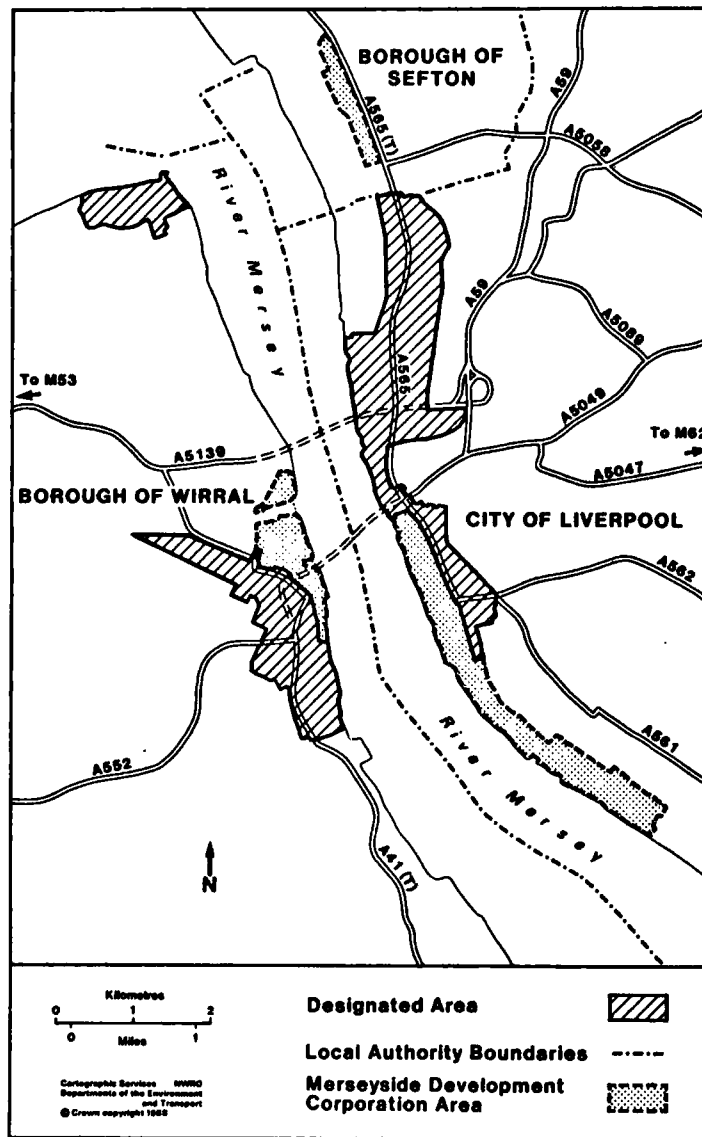 BOROUGH OF
SEFTON
A59
A565 (T)
A5058
River Mersey
A59
A5089
A565
To M53
A5049
To M62
A5139
A5047
BOROUGH OF WIRRAL
CITY OF LIVERPOOL
A562
River Mersey
A561
A552
A41 (T)
N
Kilometres
0 1 2
0 1
Miles
Designated Area
Local Authority Boundaries
Merseyside Development
Corporation Area
Cartographic Services NWRO
Departments of the Environment
and Transport
© Crown copyright 1988